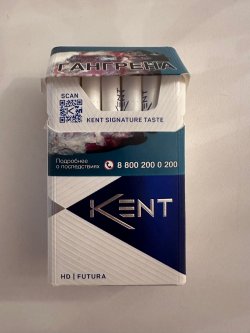 ГАНГРЕНА
SCAN
KENT SIGNATURE TASTE
Подробнее
о последствиях
8 800 200 0 200
KENT
HD | FUTURA